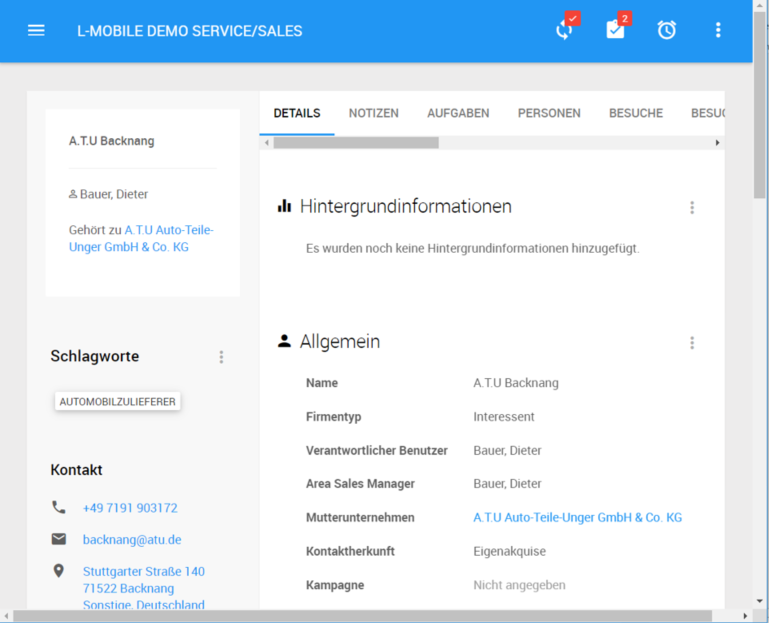 L-MOBILE DEMO SERVICE/SALES
2
A.T.U Backnang
Bauer, Dieter
Gehört zu A.T.U Auto-Teile-
Unger GmbH & Co. KG
Schlagworte
AUTOMOBILZULIEFERER
Kontakt
+49 7191 903172
backnang@atu.de
Stuttgarter Straße 140
71522 Backnang
Sonstige, Deutschland
DETAILS NOTIZEN AUFGABEN PERSONEN BESUCHE BESUC
Hintergrundinformationen
Es wurden noch keine Hintergrundinformationen hinzugefügt.
Allgemein
Name A.T.U Backnang
Firmentyp Interessent
Verantwortlicher Benutzer Bauer, Dieter
Area Sales Manager Bauer, Dieter
Mutterunternehmen A.T.U Auto-Teile-Unger GmbH & Co. KG
Kontaktherkunft Eigenakquise
Kampagne Nicht angegeben